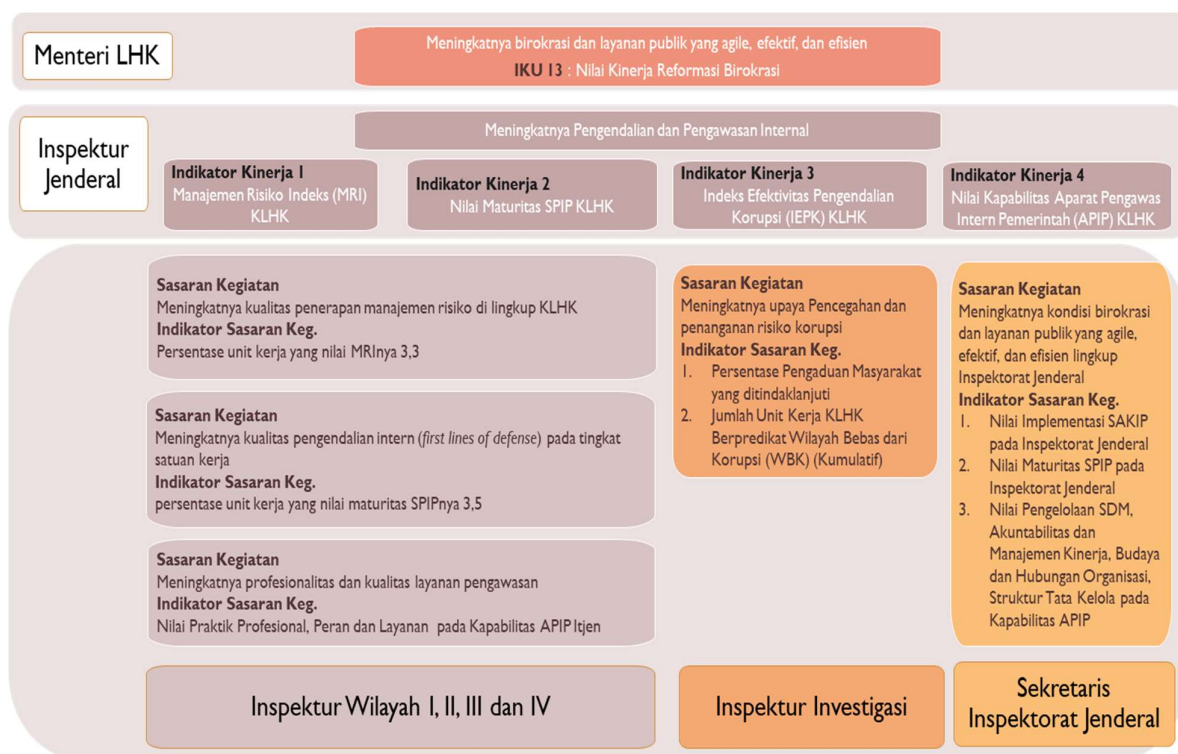 Menteri LHK
Meningkatnya birokrasi dan layanan publik yang agile, efektif, dan efisien
IKU 13 : Nilai Kinerja Reformasi Birokrasi
Inspektur
Jenderal
Meningkatnya Pengendalian dan Pengawasan Internal
Indikator Kinerja 1
Manajemen Risiko Indeks (MRI)
KLHK
Indikator Kinerja 2
Nilai Maturitas SPIP KLHK
Indikator Kinerja 3
Indeks Efektivitas Pengendalian
Korupsi (IEPK) KLHK
Indikator Kinerja 4
Nilai Kapabilitas Aparat Pengawas
Intern Pemerintah (APIP) KLHK
Sasaran Kegiatan
Meningkatnya kualitas penerapan manajemen risiko di lingkup KLHK
Indikator Sasaran Keg.
Persentase unit kerja yang nilai MRInya 3,3
Sasaran Kegiatan
Meningkatnya kualitas pengendalian intern (first lines of defense) pada tingkat
satuan kerja
Indikator Sasaran Keg.
persentase unit kerja yang nilai maturitas SPIPnya 3,5
Sasaran Kegiatan
Meningkatnya profesionalitas dan kualitas layanan pengawasan
Indikator Sasaran Keg.
Nilai Praktik Profesional, Peran dan Layanan pada Kapabilitas APIP Itjen
Sasaran Kegiatan
Meningkatnya upaya Pencegahan dan
penanganan risiko korupsi
Indikator Sasaran Keg.
1. Persentase Pengaduan Masyarakat
yang ditindaklanjuti
2. Jumlah Unit Kerja KLHK
Berpredikat Wilayah Bebas dari
Korupsi (WBK) (Kumulatif)
Sasaran Kegiatan
Meningkatnya kondisi birokrasi
dan layanan publik yang agile,
efektif, dan efisien lingkup
Inspektorat Jenderal
Indikator Sasaran Keg.
1. Nilai Implementasi SAKIP
pada Inspektorat Jenderal
2. Nilai Maturitas SPIP pada
Inspektorat Jenderal
3. Nilai Pengelolaan SDM,
Akuntabilitas dan
Manajemen Kinerja, Budaya
dan Hubungan Organisasi,
Struktur Tata Kelola pada
Kapabilitas APIP
Inspektur Wilayah I, II, III dan IV
Inspektur Investigasi
Sekretaris
Inspektorat Jenderal